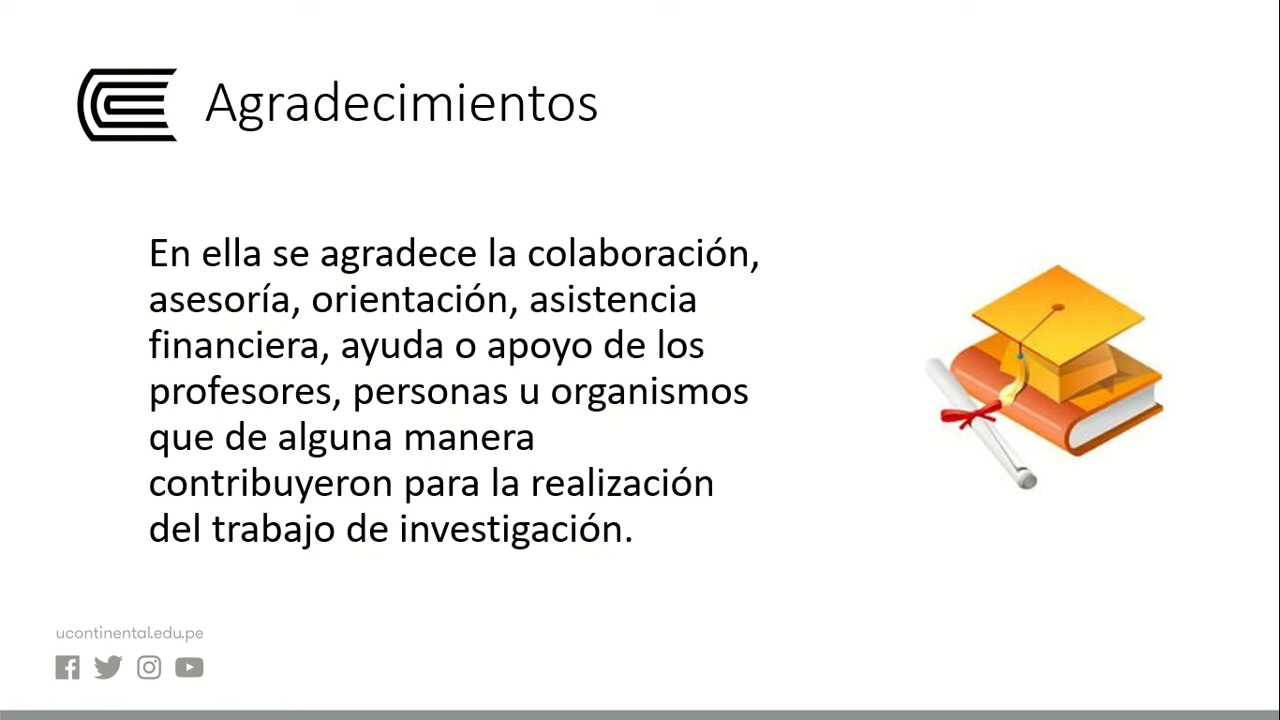 Agradecimientos
En ella se agradece la colaboración,
asesoría, orientación, asistencia
financiera, ayuda o apoyo de los
profesores, personas u organismos
que de alguna manera
contribuyeron para la realización
del trabajo de investigación.
ucontinental.edu.pe